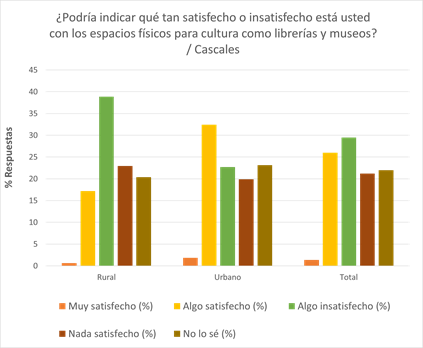 ¿Podría indicar qué tan satisfecho o insatisfecho está usted
con los espacios físicos para cultura como librerías y museos?
/ Cascales
% Respuestas
45
40
35
30
25
20
15
10
5
0
Rural Urbano Total
Muy satisfecho (%) Algo satisfecho (%) Algo insatisfecho (%)
Nada satisfecho (%) No lo sé (%)